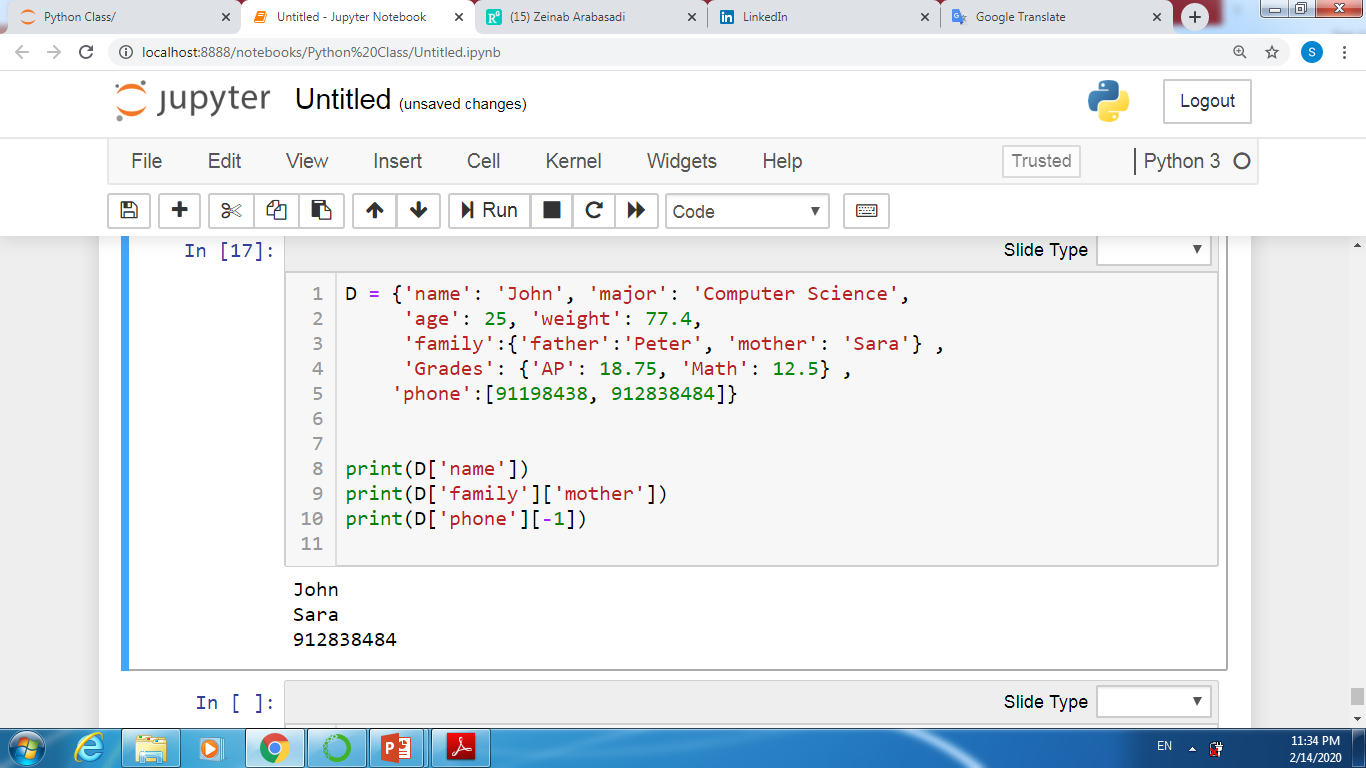 Python Class/
Untitled - Jupyter Notebook
(15) Zeinab Arabasadi
LinkedIn
Google Translate
localhost:8888/notebooks/Python%20Class/Untitled.ipynb
S
jupyter Untitled (unsaved changes)
Logout
File Edit View Insert Cell Kernel Widgets Help Trusted Python 3
Run Code
In [17]: Slide Type
1 D = {'name': 'John', 'major': 'Computer Science',
2 'age': 25, 'weight': 77.4,
3 'family':{'father':'Peter', 'mother': 'Sara'} ,
4 'Grades': {'AP': 18.75, 'Math': 12.5} ,
5 'phone':[91198438, 912838484]}
6
7
8 print(D['name'])
9 print(D['family']['mother'])
10 print(D['phone'][-1])
11
John
Sara
912838484
In [ ]: Slide Type
EN
11:34 PM
2/14/2020